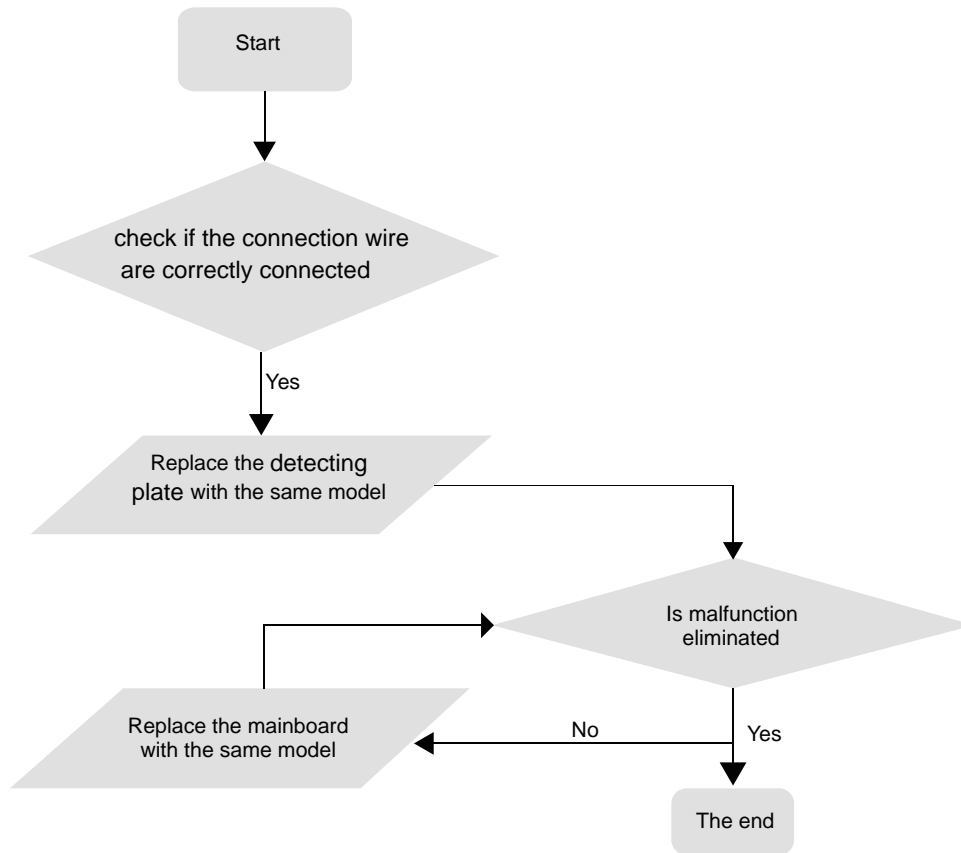 Start
check if the connection wire
are correctly connected
Yes
Replace the detecting
plate with the same model
Is malfunction
eliminated
Replace the mainboard
with the same model
No
Yes
The end